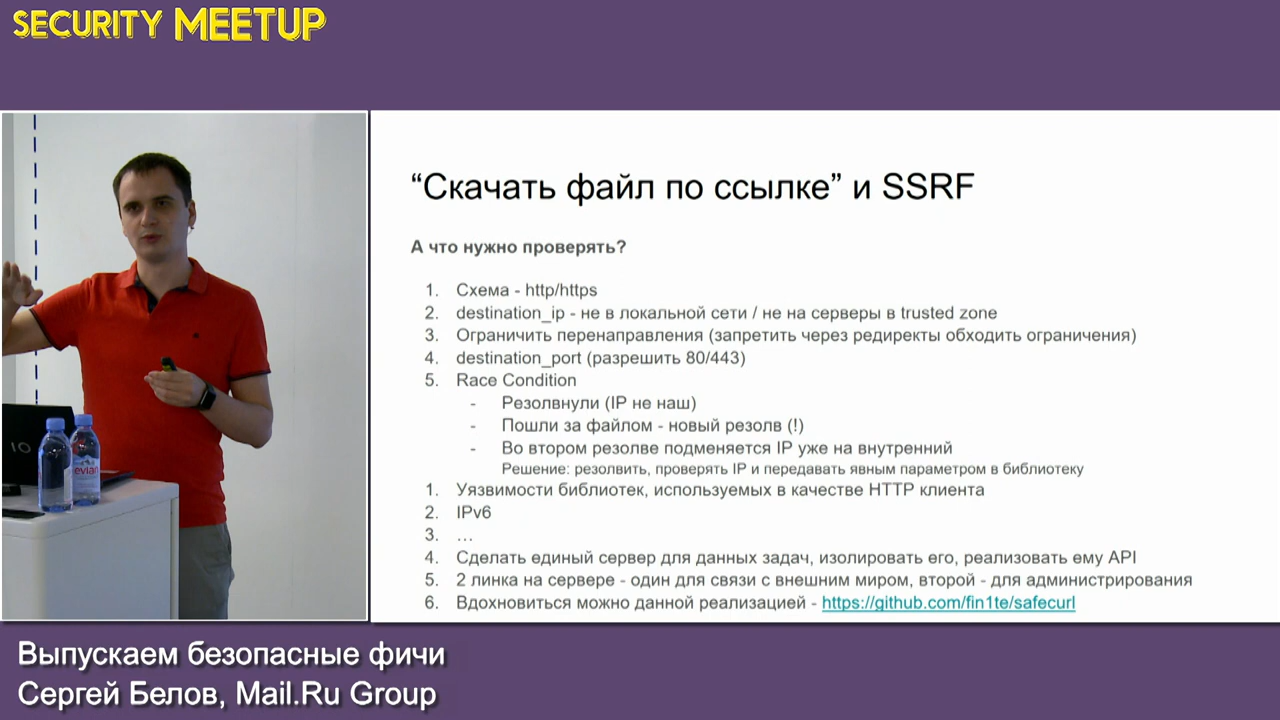 SECURITY MEETUP
“Скачать файл по ссылке” и SSRF
А что нужно проверять?
1. Схема - http/https
2. destination_ip - не в локальной сети / не на серверы в trusted zone
3. Ограничить перенаправления (запретить через редиректы обходить ограничения)
4. destination_port (разрешить 80/443)
5. Race Condition
- Резолвнули (IP не наш)
- Пошли за файлом - новый резолв (!)
- Во втором резолве подменяется IP уже на внутренний
Решение: резолвить, проверять IP и передавать явным параметром в библиотеку
1. Уязвимости библиотек, используемых в качестве HTTP клиента
2. IPv6
3. …
4. Сделать единый сервер для данных задач, изолировать его, реализовать ему API
5. 2 линка на сервере - один для связи с внешним миром, второй - для администрирования
6. Вдохновиться можно данной реализацией - https://github.com/fin1te/safecurl
evian
Выпускаем безопасные фичи
Сергей Белов, Mail.Ru Group